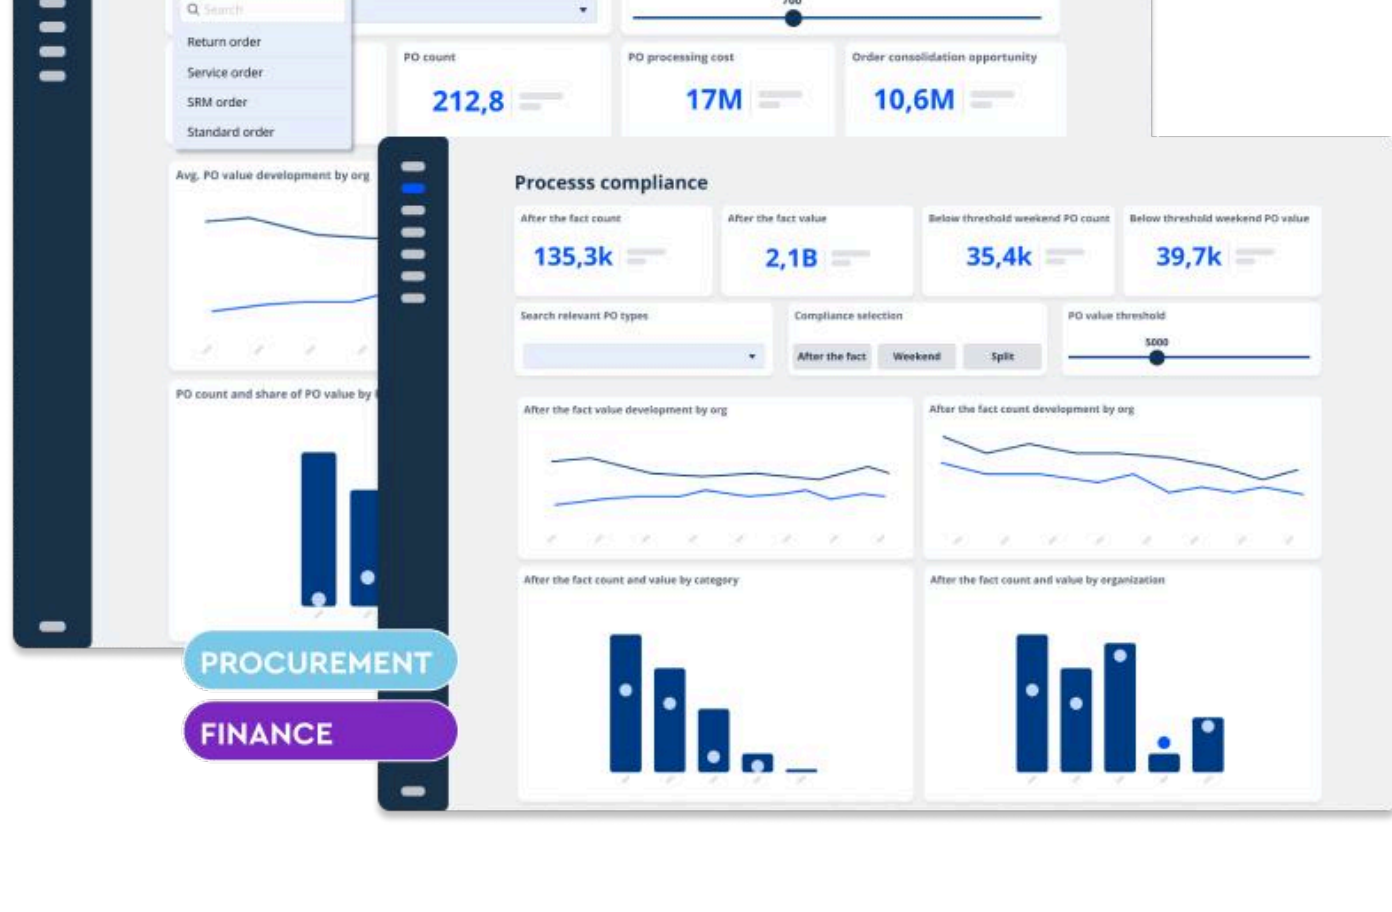 Search
700
Return order
Service order
SRM order
Standard order
PO count
PO processing cost
Order consolidation opportunity
212,8
17M
10,6M
Avg. PO value development by org
PO count and share of PO value by
Processs compliance
After the fact count
After the fact value
Below threshold weekend PO count
Below threshold weekend PO value
135,3k
2,1B
35,4k
39,7k
Search relevant PO types
Compliance selection
PO value threshold
After the fact
Weekend
Split
5000
After the fact value development by org
After the fact count development by org
After the fact count and value by category
After the fact count and value by organization
PROCUREMENT
FINANCE